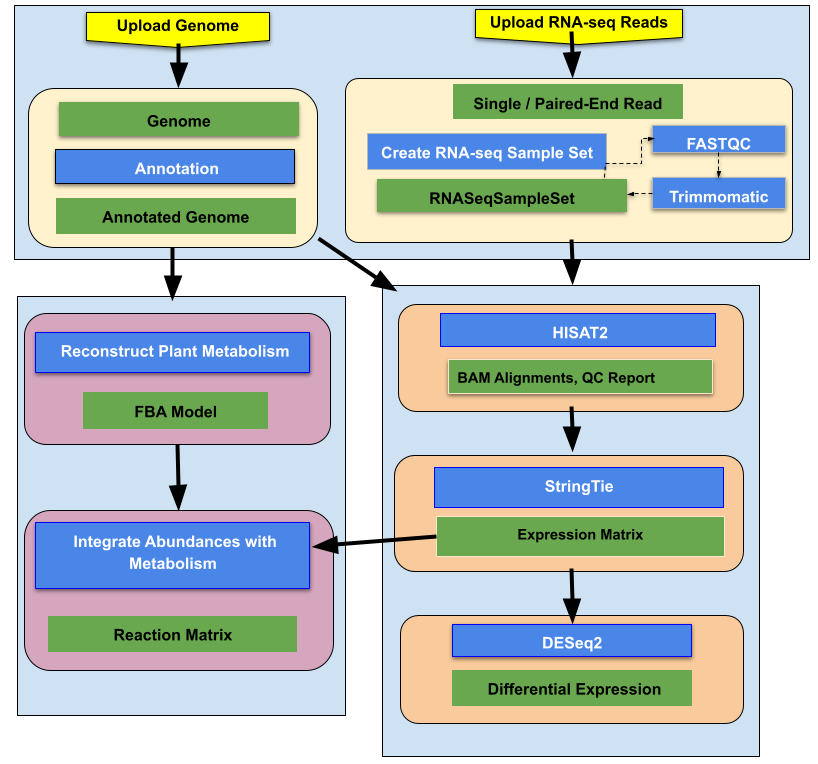 Upload Genome
Upload RNA-seq Reads
Genome
Annotation
Annotated Genome
Single / Paired-End Read
Create RNA-seq Sample Set
FASTQC
RNASeqSampleSet
Trimmomatic
Reconstruct Plant Metabolism
FBA Model
Integrate Abundances with
Metabolism
Reaction Matrix
HISAT2
BAM Alignments, QC Report
StringTie
Expression Matrix
DESeq2
Differential Expression